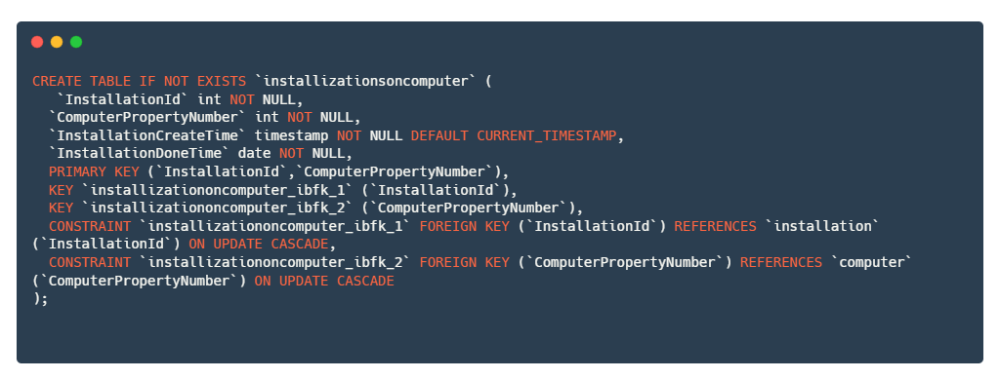 CREATE TABLE IF NOT EXISTS `installizationsoncomputer` (
   `InstallationId` int NOT NULL,
  `ComputerPropertyNumber` int NOT NULL,
  `InstallationCreateTime` timestamp NOT NULL DEFAULT CURRENT_TIMESTAMP,
  `InstallationDoneTime` date NOT NULL,
  PRIMARY KEY (`InstallationId`,`ComputerPropertyNumber`),
  KEY `installizationoncomputer_ibfk_1` (`InstallationId`),
  KEY `installizationoncomputer_ibfk_2` (`ComputerPropertyNumber`),
  CONSTRAINT `installizationoncomputer_ibfk_1` FOREIGN KEY (`InstallationId`) REFERENCES `installation`
(`InstallationId`) ON UPDATE CASCADE,
  CONSTRAINT `installizationoncomputer_ibfk_2` FOREIGN KEY (`ComputerPropertyNumber`) REFERENCES `computer`
(`ComputerPropertyNumber`) ON UPDATE CASCADE
);